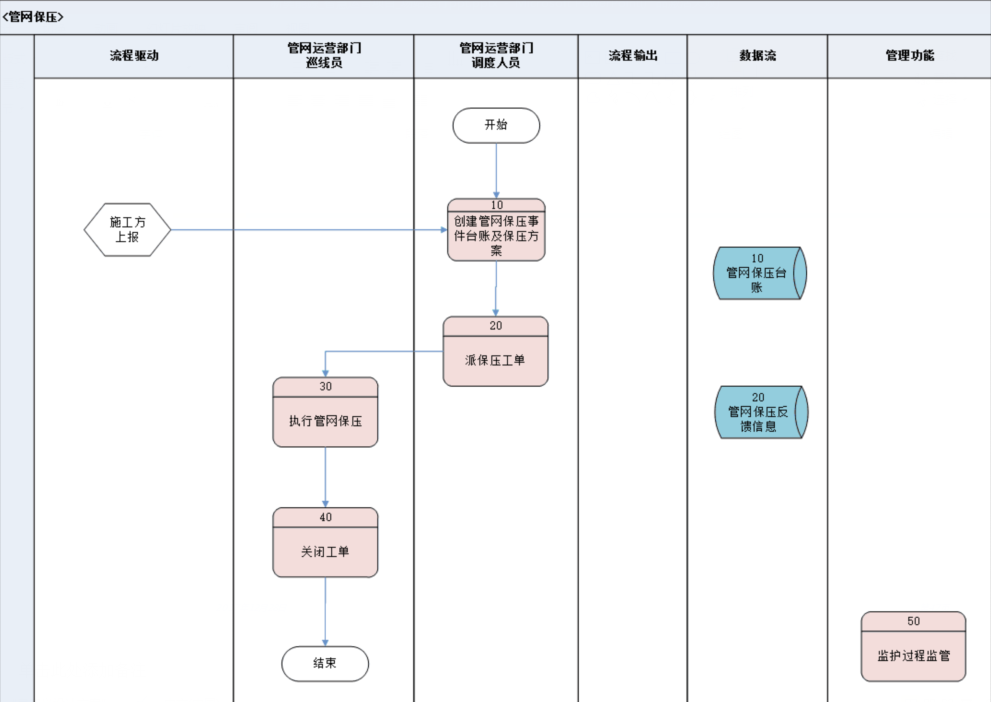 <管网保压>
流程驱动
管网运营部门
巡线员
管网运营部门
调度人员
流程输出
数据流
管理功能
开始
施工方
上报
10
创建管网保压事
件台账及保压方
案
10
管网保压台
账
20
派保压工单
30
执行管网保压
20
管网保压反
馈信息
40
关闭工单
50
监护过程监管
结束